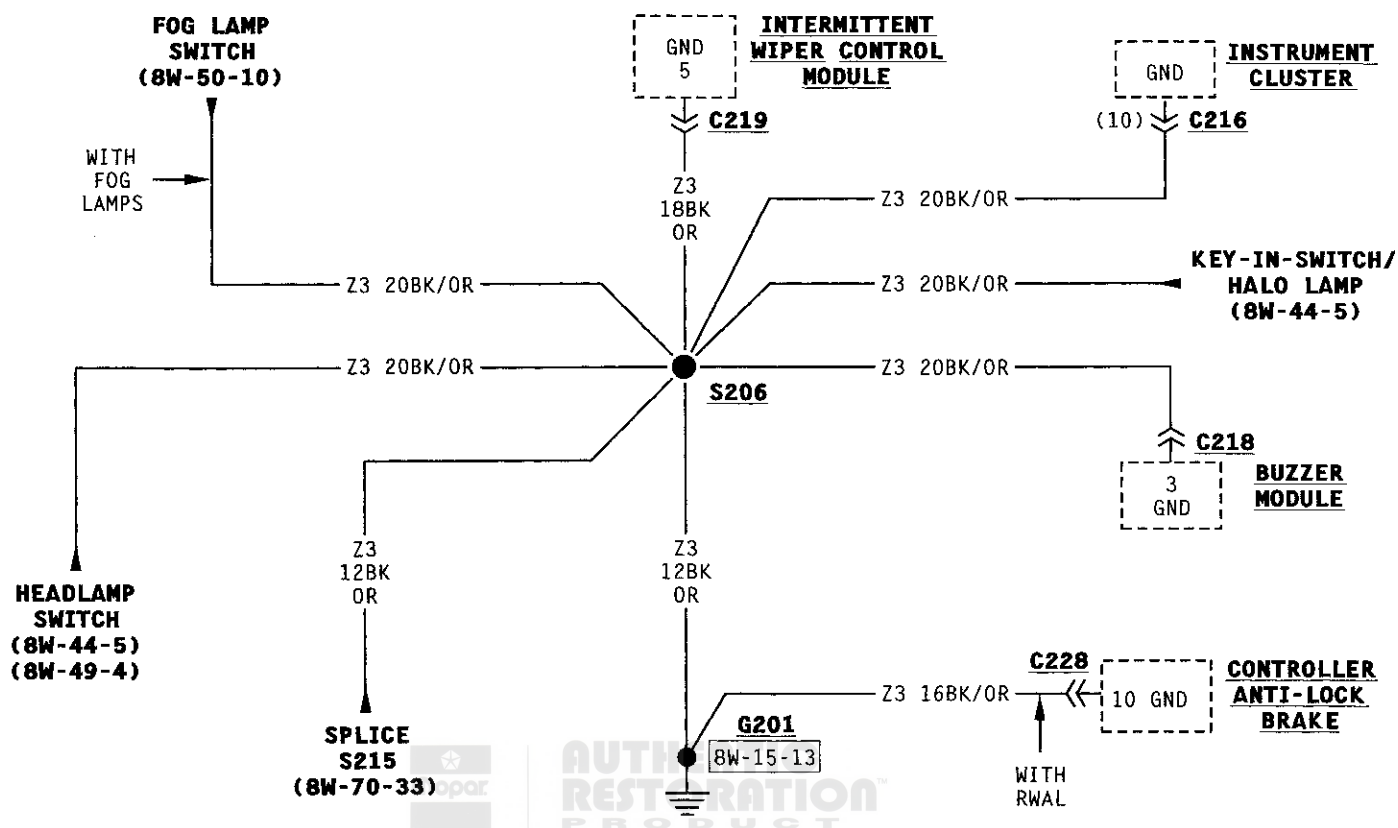 FOG LAMP
SWITCH
(8W-50-10)
WITH
FOG
LAMPS
GND
5
INTERMITTENT
WIPER CONTROL
MODULE
C219
GND
INSTRUMENT
CLUSTER
(10)
C216
Z3
18BK
OR
Z3 20BK/OR
Z3 20BK/OR
Z3 20BK/OR
KEY-IN-SWITCH/
HALO LAMP
(8W-44-5)
Z3 20BK/OR
Z3 20BK/OR
S206
C218
3
GND
BUZZER
MODULE
Z3
12BK
OR
Z3
12BK
OR
HEADLAMP
SWITCH
(8W-44-5)
(8W-49-4)
SPLICE
S215
(8W-70-33)
G201
8W-15-13
Z3 16BK/OR
C228
10 GND
CONTROLLER
ANTI-LOCK
BRAKE
WITH
RWAL
mopar
AUTHENTIC
RESTORATION™
PRODUCT